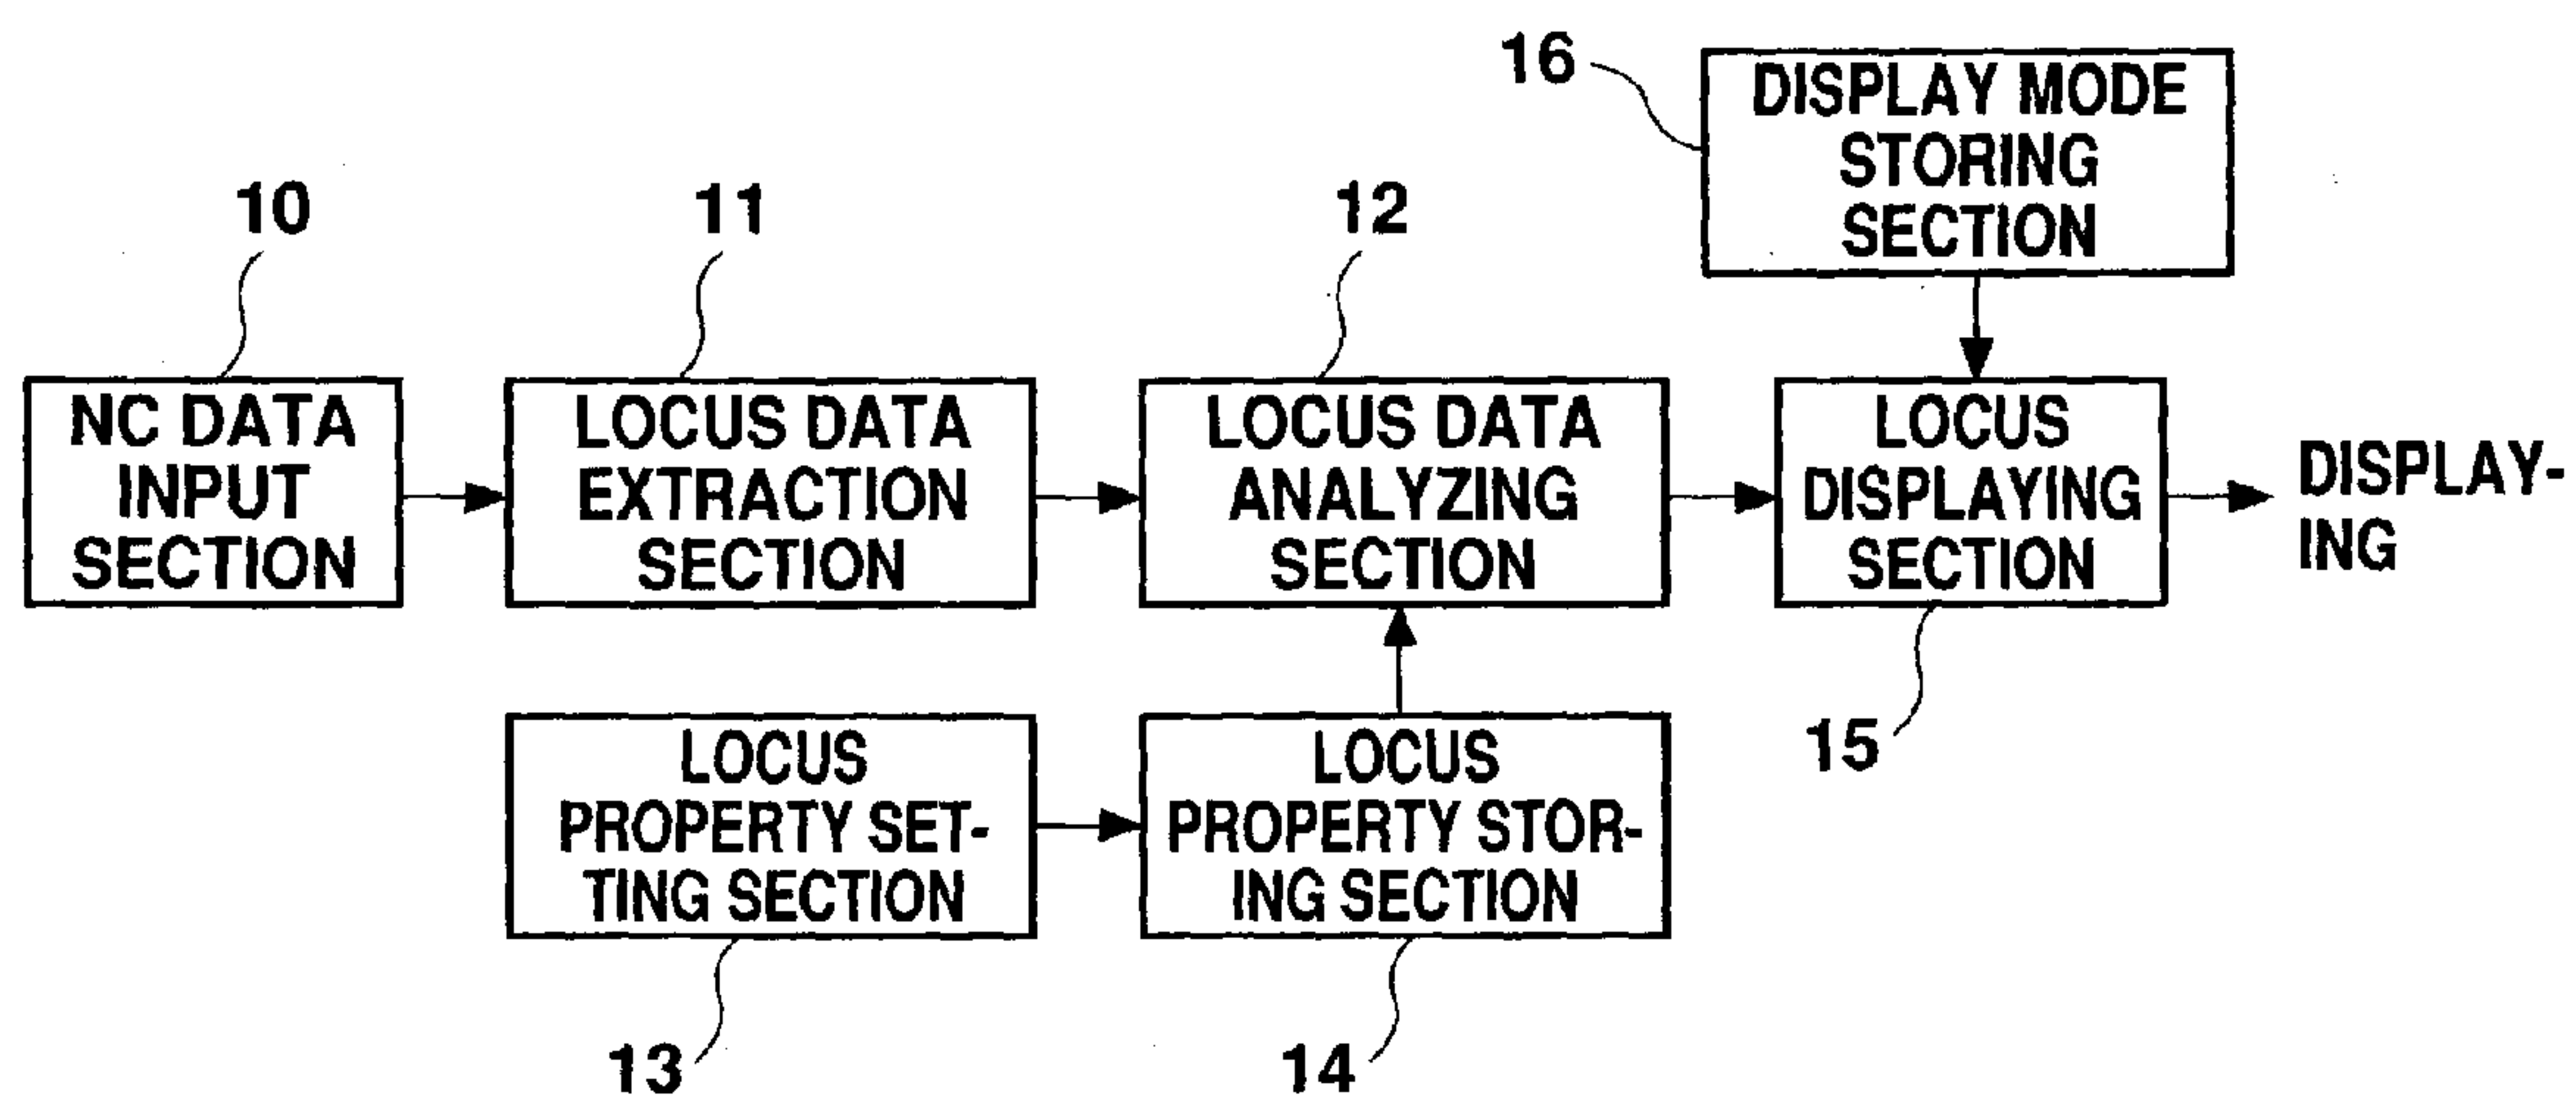 16
DISPLAY MODE
STORING
SECTION
10
11
12
NC DATA
INPUT
SECTION
LOCUS DATA
EXTRACTION
SECTION
LOCUS DATA
ANALYZING
SECTION
LOCUS
DISPLAYING
SECTION
DISPLAY-
ING
15
LOCUS
PROPERTY SET-
TING SECTION
LOCUS
PROPERTY STOR-
ING SECTION
13
14